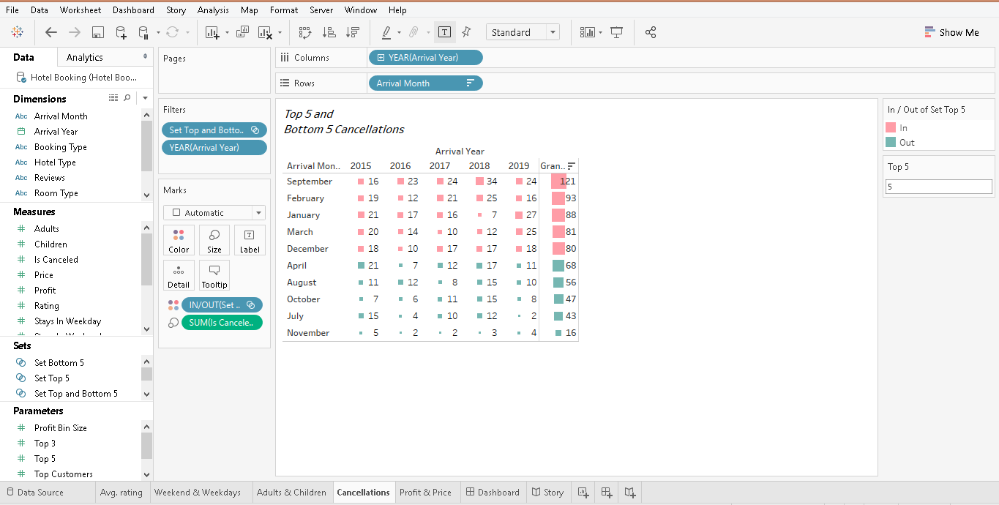 File Data Worksheet Dashboard Story Analysis Map Format Server Window Help
Standard
Show Me
Data Analytics
Hotel Booking (Hotel Boo...
Dimensions
Abc Arrival Month
Arrival Year
Abc Booking Type
Abc Hotel Type
Abc Reviews
Abc Room Type
Measures
Adults
Children
Is Canceled
Price
Profit
Rating
Stays In Weekday
Sets
Set Bottom 5
Set Top 5
Set Top and Bottom 5
Parameters
Profit Bin Size
Top 3
Top 5
Top Customers
Pages
Filters
Set Top and Botto..
YEAR(Arrival Year)
Marks
Automatic
Color Size Label
Detail Tooltip
IN/OUT(Set ..
SUM(Is Cancele..
Columns YEAR(Arrival Year)
Rows Arrival Month
Top 5 and
Bottom 5 Cancellations
Arrival Year
Arrival Mon.. 2015 2016 2017 2018 2019 Gran..
September 16 23 24 34 24 121
February 19 12 21 25 16 93
January 21 17 16 7 27 88
March 20 14 10 12 25 81
December 18 10 17 17 18 80
April 21 7 12 17 11 68
August 11 12 8 15 10 56
October 7 6 11 15 8 47
July 15 4 10 12 2 43
November 5 2 2 3 4 16
In / Out of Set Top 5
In
Out
Top 5
5
Data Source Avg. rating Weekend & Weekdays Adults & Children Cancellations Profit & Price Dashboard Story